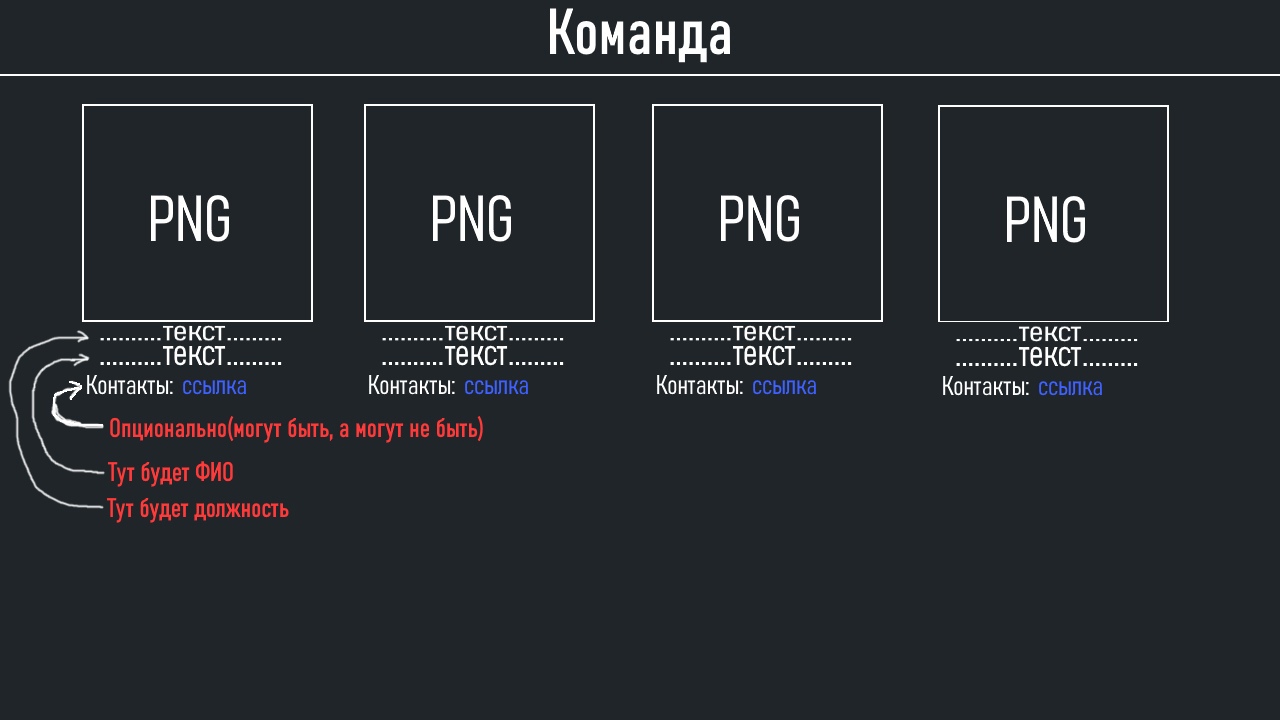 Команда
PNG PNG PNG PNG
..........текст......... ..........текст......... ..........текст......... ..........текст.........
..........текст......... ..........текст......... ..........текст......... ..........текст.........
Контакты: ссылка Контакты: ссылка Контакты: ссылка Контакты: ссылка
Опционально(могут быть, а могут не быть)
Тут будет ФИО
Тут будет должность